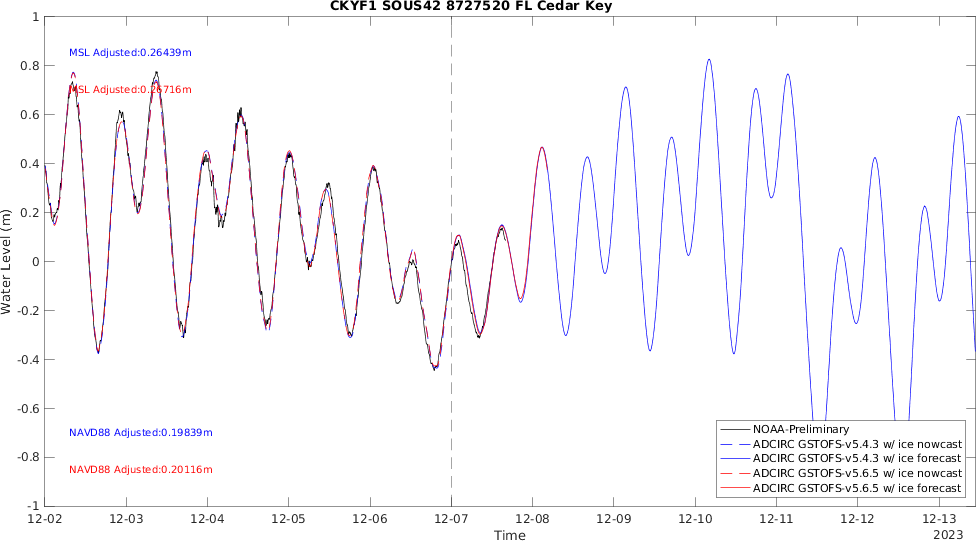 CKYF1 SOUS42 8727520 FL Cedar Key
1
0.8
0.6
0.4
0.2
0
-0.2
-0.4
-0.6
-0.8
-1
Water Level (m)
MSL Adjusted:0.26439m
MSL Adjusted:0.26716m
NAVD88 Adjusted:0.19839m
NAVD88 Adjusted:0.20116m
NOAA-Preliminary
ADCIRC GSTOFS-v5.4.3 w/ ice nowcast
ADCIRC GSTOFS-v5.4.3 w/ ice forecast
ADCIRC GSTOFS-v5.6.5 w/ ice nowcast
ADCIRC GSTOFS-v5.6.5 w/ ice forecast
12-02 12-03 12-04 12-05 12-06 12-07 12-08 12-09 12-10 12-11 12-12 12-13
Time
2023